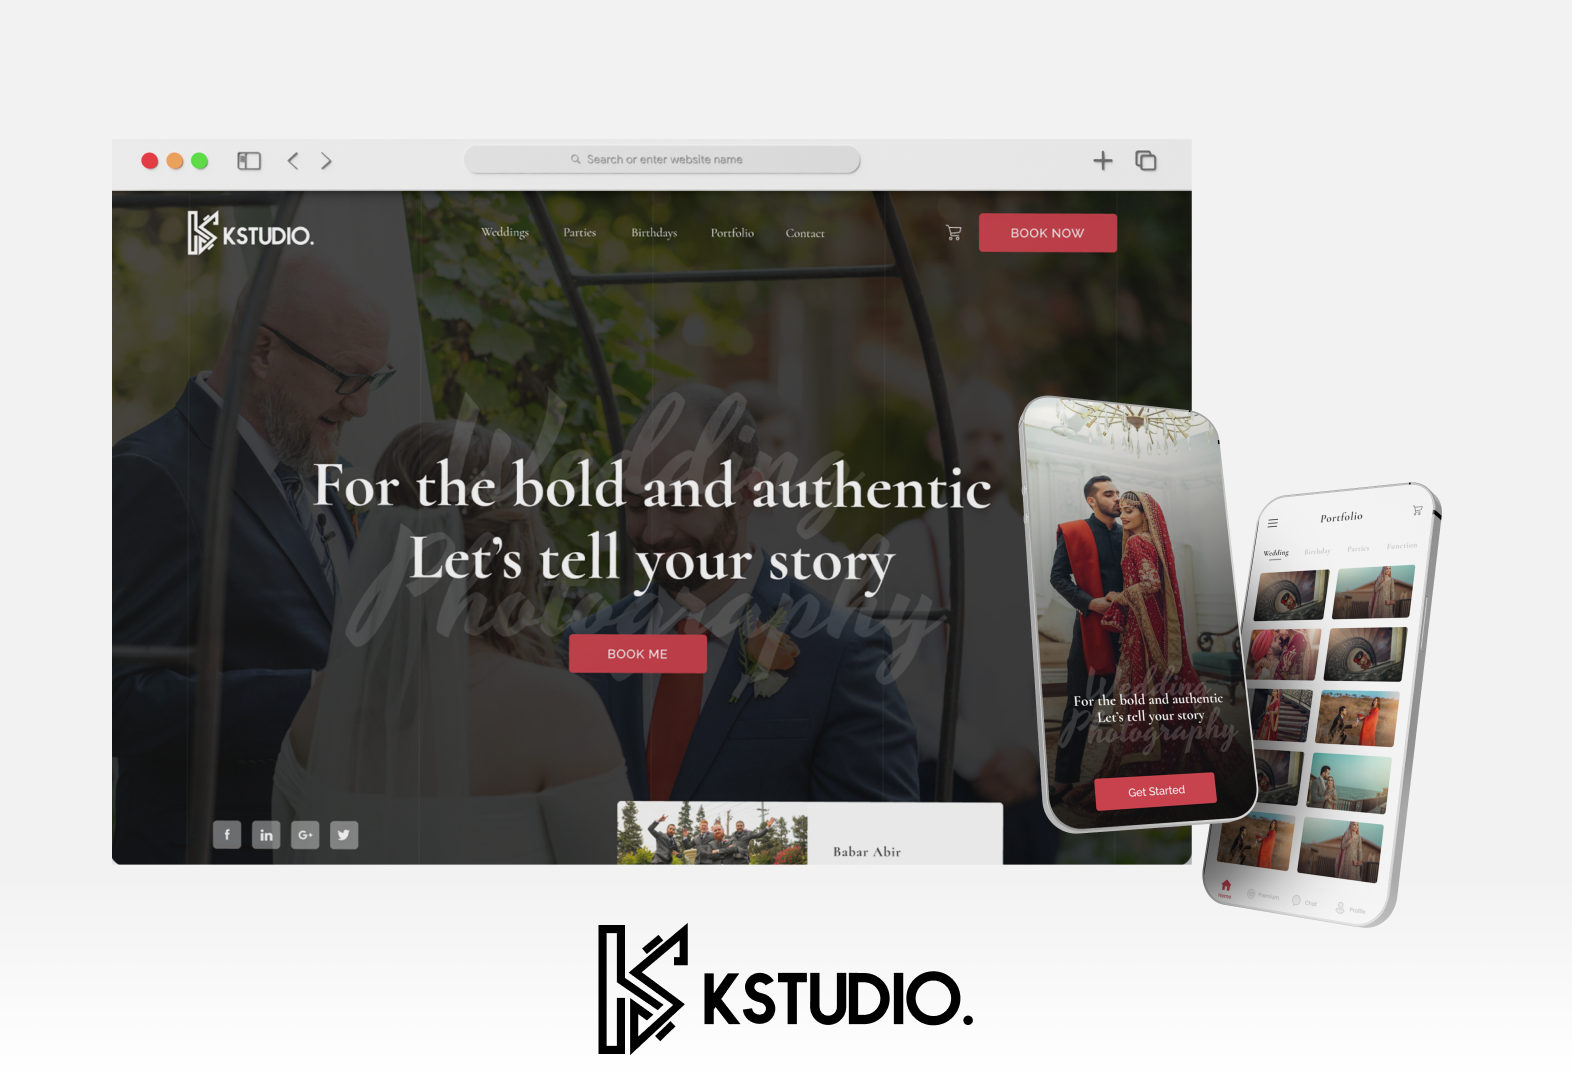 Search or enter website name
KSTUDIO.
Weddings Parties Birthdays Portfolio Contact
BOOK NOW
Wedding
Photography
For the bold and authentic
Let's tell your story
BOOK ME
f in G+
Babar Abir
Wedding
Photography
For the bold and authentic
Let's tell your story
Get Started
Portfolio
Wedding Birthday Parties Function
Home Premium Chat Profile
KSTUDIO.